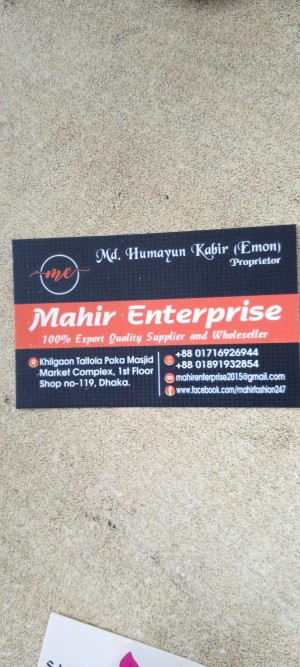 me
Md. Humayun Kabir (Emon)
Proprietor
Mahir Enterprise
100% Export Quality Supplier and Wholeseller
Khilgaon Taltola Paka Masjid
Market Complex, 1st Floor
Shop no-119, Dhaka.
+88 01716926944
+88 01891932854
mahirenterprise2015@gmail.com
www.facebook.com/mahirfashion247